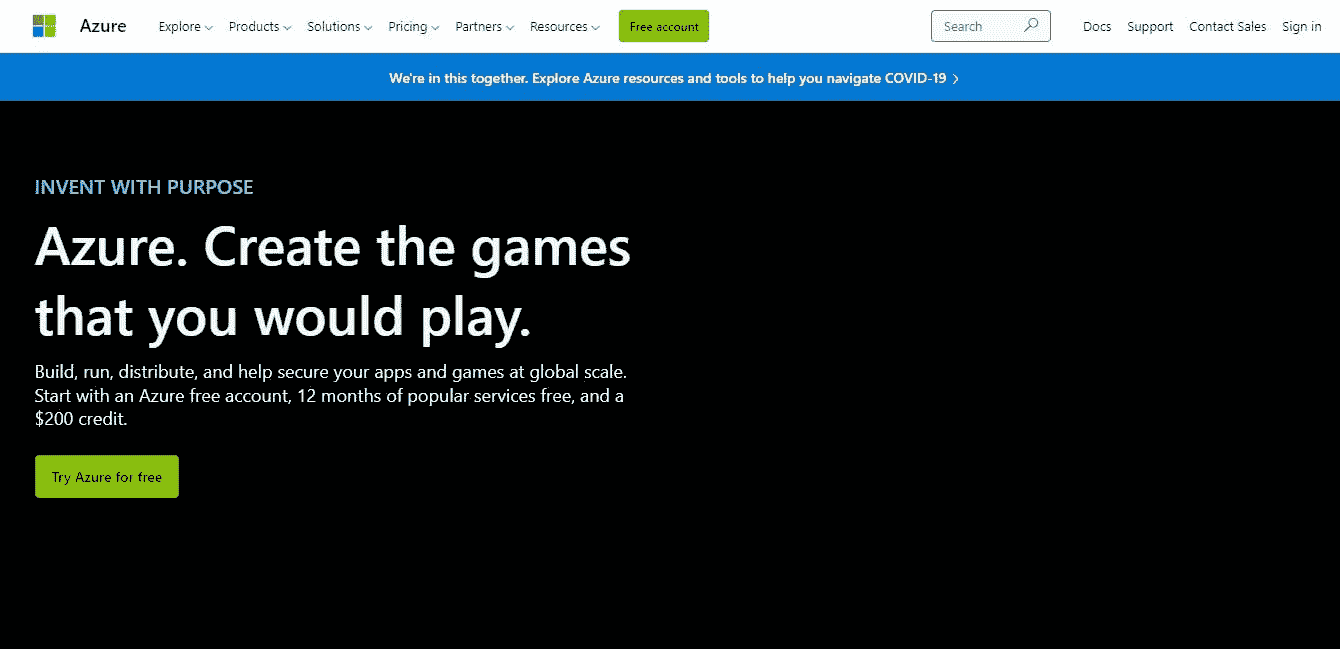 Azure Explore Products Solutions Pricing Partners Resources Free account Search Docs Support Contact Sales Sign in
We're in this together. Explore Azure resources and tools to help you navigate COVID-19
INVENT WITH PURPOSE
Azure. Create the games
that you would play.
Build, run, distribute, and help secure your apps and games at global scale.
Start with an Azure free account, 12 months of popular services free, and a
$200 credit.
Try Azure for free